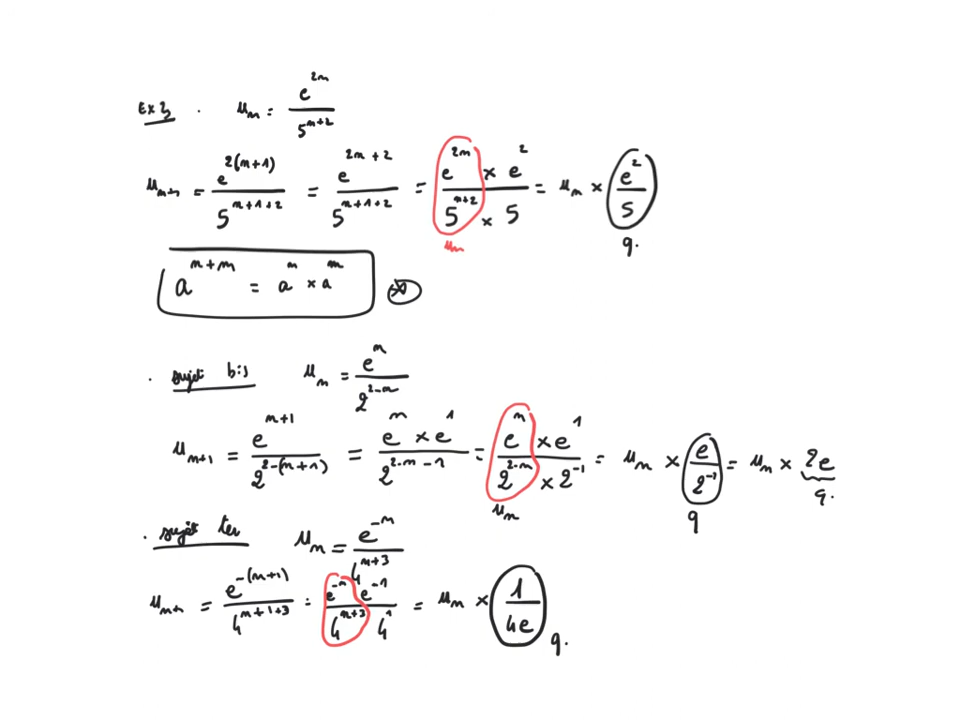 Ex 3 . u_n = e^{2n} / 5^{n+2}
u_{n+1} = e^{2(n+1)} / 5^{n+1+2} = e^{2n+2} / 5^{n+1+2} = (e^{2n} × e^2) / (5^{n+2} × 5) = u_n × e^2 / 5
u_n q.
a^{n+m} = a^n × a^m
. sujet bis u_n = e^n / 2^{2-n}
u_{n+1} = e^{n+1} / 2^{2-(n+1)} = (e^n × e^1) / 2^{2-n-1} = (e^n × e^1) / (2^{2-n} × 2^{-1}) = u_n × e / 2^{-1} = u_n × 2e
u_n q q.
. sujet ter u_n = e^{-n} / 4^{n+3}
u_{n+1} = e^{-(n+1)} / 4^{n+1+3} = (e^{-n} e^{-1}) / (4^{n+3} 4^1) = u_n × 1 / 4e
q.